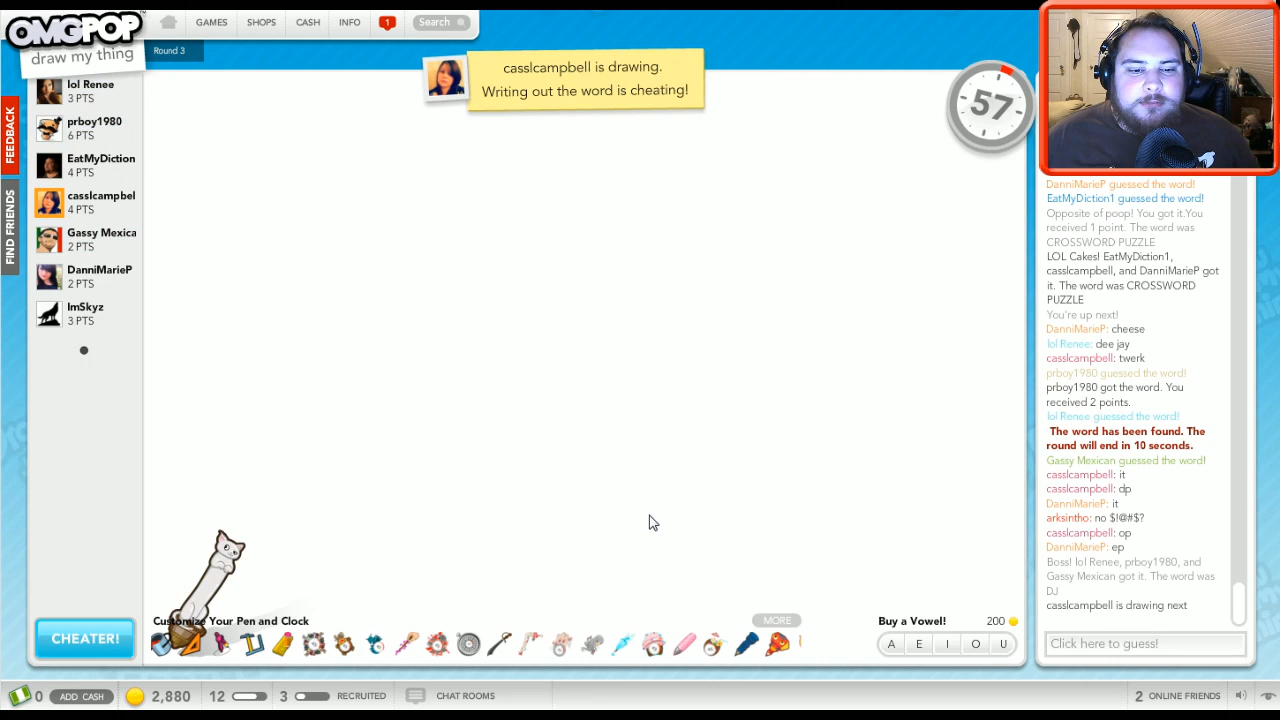 OMGPOP
draw my thing
GAMES
SHOPS
CASH
INFO
1
Search
Round 3
casslcampbell is drawing.
Writing out the word is cheating!
57
FEEDBACK
FIND FRIENDS
lol Renee
3 PTS
prboy1980
6 PTS
EatMyDiction
4 PTS
casslcampbel
4 PTS
Gassy Mexica
2 PTS
DanniMarieP
2 PTS
ImSkyz
3 PTS
CHEATER!
DanniMarieP guessed the word!
EatMyDiction1 guessed the word!
Opposite of poop! You got it.You
received 1 point. The word was
CROSSWORD PUZZLE
LOL Cakes! EatMyDiction1,
casslcampbell, and DanniMarieP got
it. The word was CROSSWORD
PUZZLE
You're up next!
DanniMarieP: cheese
lol Renee: dee jay
casslcampbell: twerk
prboy1980 guessed the word!
prboy1980 got the word. You
received 2 points.
lol Renee guessed the word!
The word has been found. The
round will end in 10 seconds.
Gassy Mexican guessed the word!
casslcampbell: it
casslcampbell: dp
DanniMarieP: it
arksintho: no $!@#$?
casslcampbell: op
DanniMarieP: ep
Boss! lol Renee, prboy1980, and
Gassy Mexican got it. The word was
DJ
casslcampbell is drawing next
Click here to guess!
Customize Your Pen and Clock
MORE
Buy a Vowel!
200
A E I O U
0
ADD CASH
2,880
12
3
RECRUITED
CHAT ROOMS
2 ONLINE FRIENDS